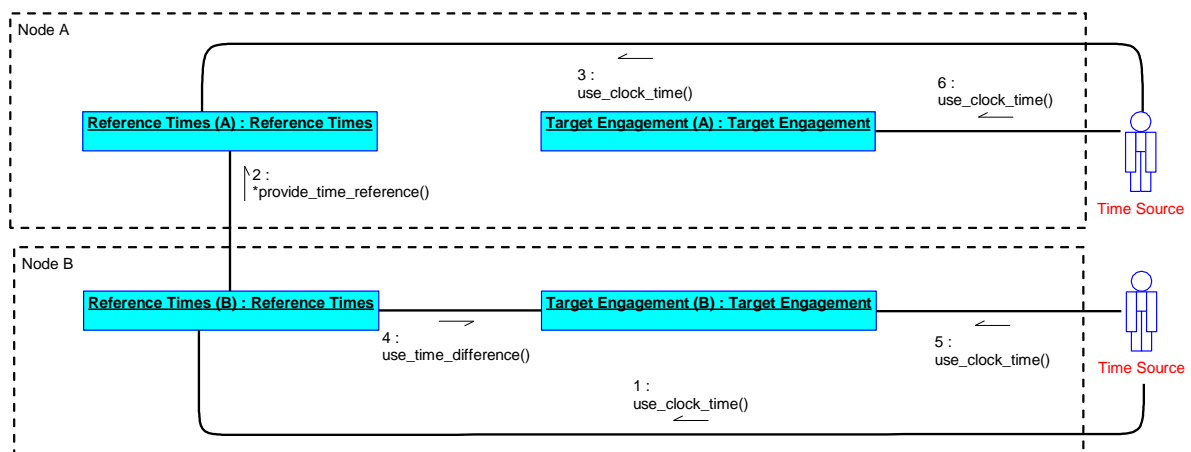 Node A
3 :
use_clock_time()
6 :
use_clock_time()
Reference Times (A) : Reference Times
Target Engagement (A) : Target Engagement
2 :
*provide_time_reference()
Time Source
Node B
Reference Times (B) : Reference Times
Target Engagement (B) : Target Engagement
4 :
use_time_difference()
5 :
use_clock_time()
Time Source
1 :
use_clock_time()